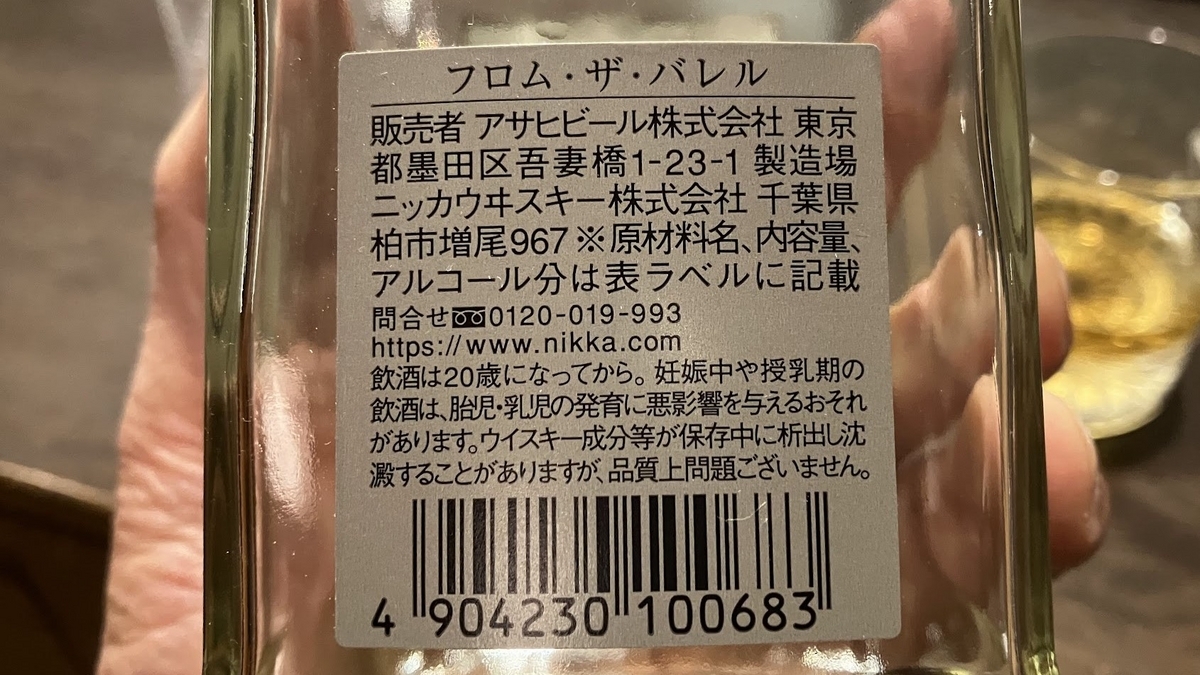 フロム・ザ・バレル
販売者 アサヒビール株式会社 東京
都墨田区吾妻橋1-23-1 製造場
ニッカウヰスキー株式会社 千葉県
柏市増尾967 ※原材料名、内容量、
アルコール分は表ラベルに記載
問合せ 0120-019-993
https://www.nikka.com
飲酒は20歳になってから。妊娠中や授乳期の
飲酒は、胎児・乳児の発育に悪影響を与えるおそれ
があります。ウイスキー成分等が保存中に析出し沈
澱することがありますが、品質上問題ございません。
4 904230 100683